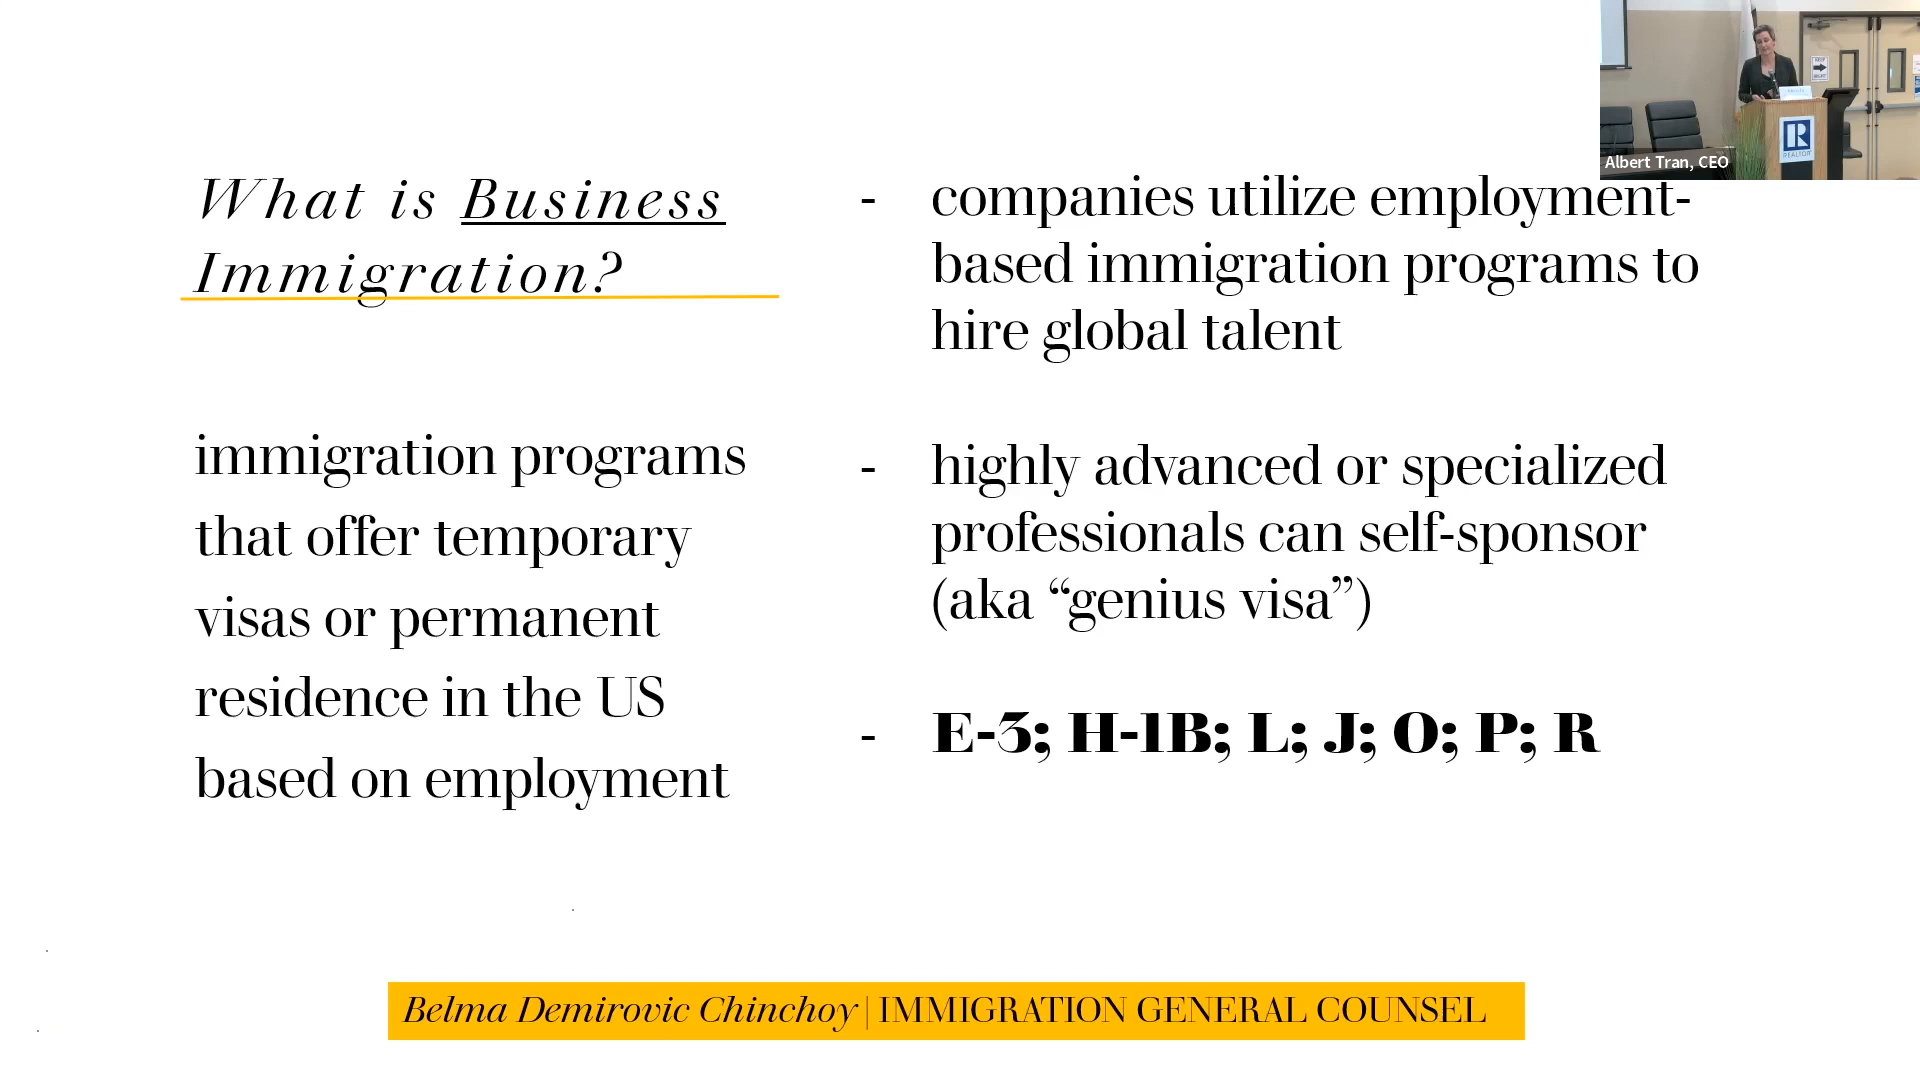 What is Business
Immigration?
immigration programs
that offer temporary
visas or permanent
residence in the US
based on employment
- companies utilize employment-
based immigration programs to
hire global talent
- highly advanced or specialized
professionals can self-sponsor
(aka “genius visa”)
- E-3; H-1B; L; J; O; P; R
Albert Tran, CEO
R
REALTOR
Belma Demirovic Chinchoy | IMMIGRATION GENERAL COUNSEL